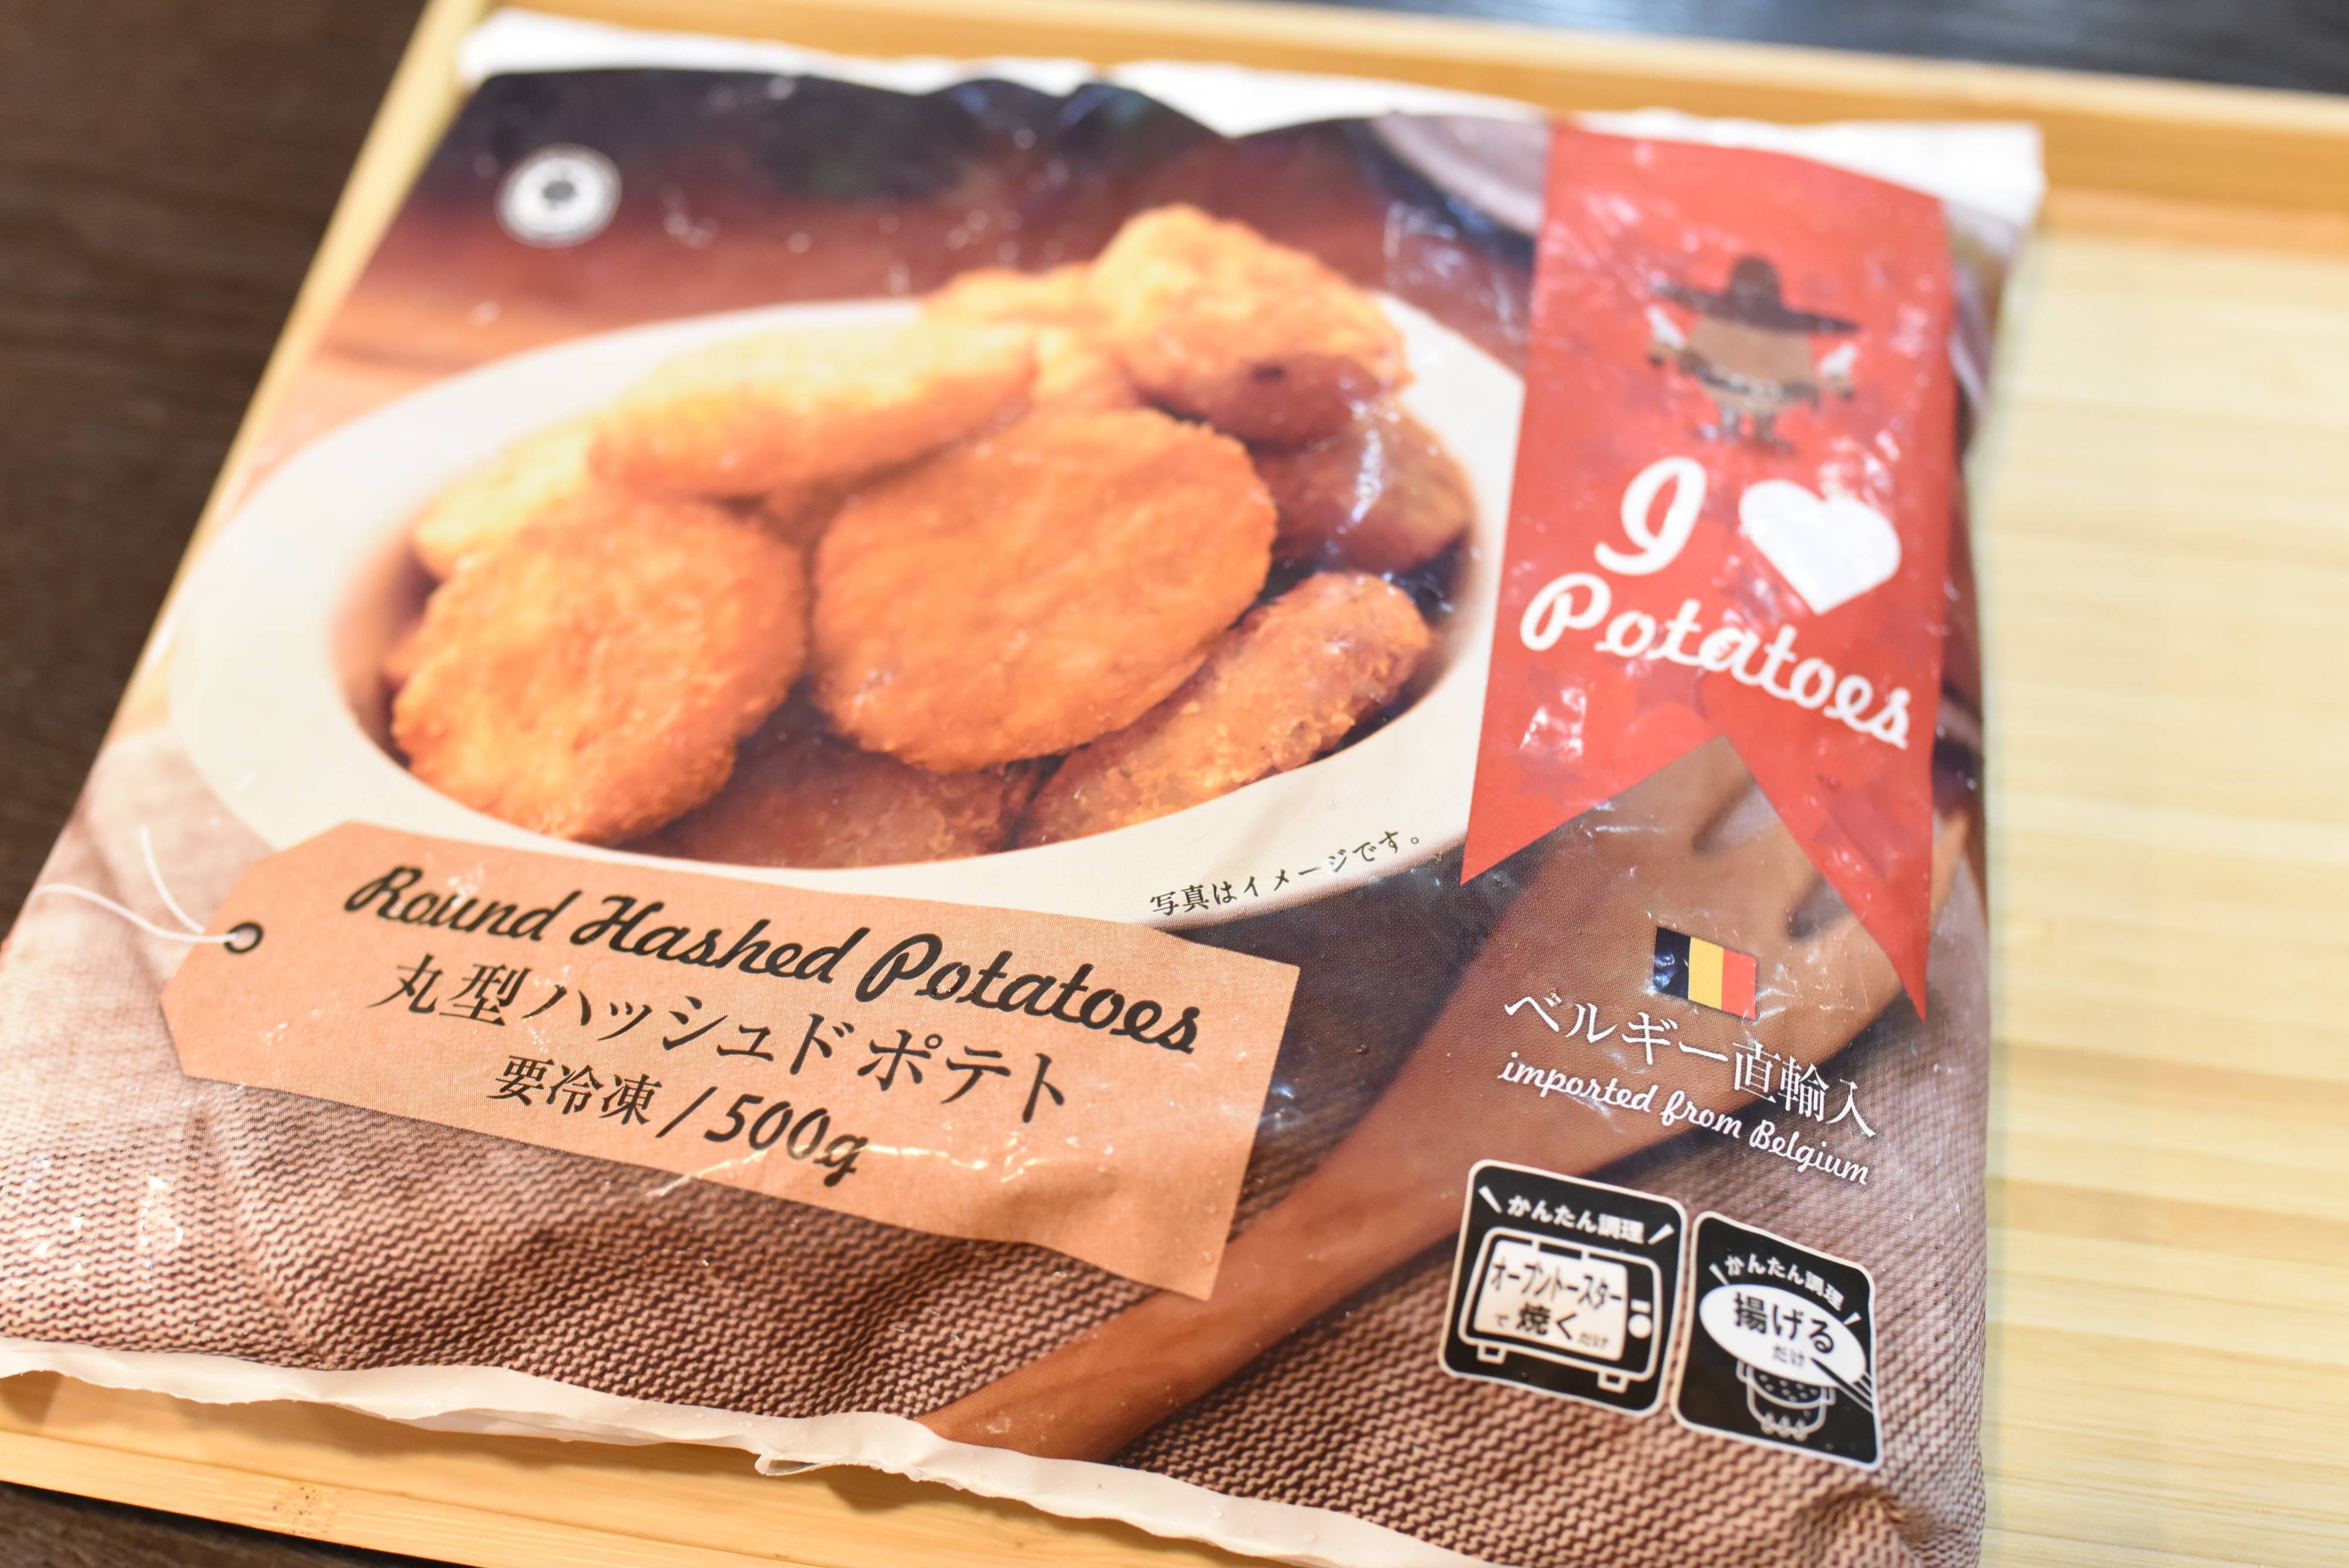 I
Potatoes
写真はイメージです。
Round Hashed Potatoes
丸型ハッシュドポテト
要冷凍/500g
ベルギー直輸入
imported from Belgium
かんたん調理
オーブントースター
で焼くだけ
かんたん調理
揚げる
だけ